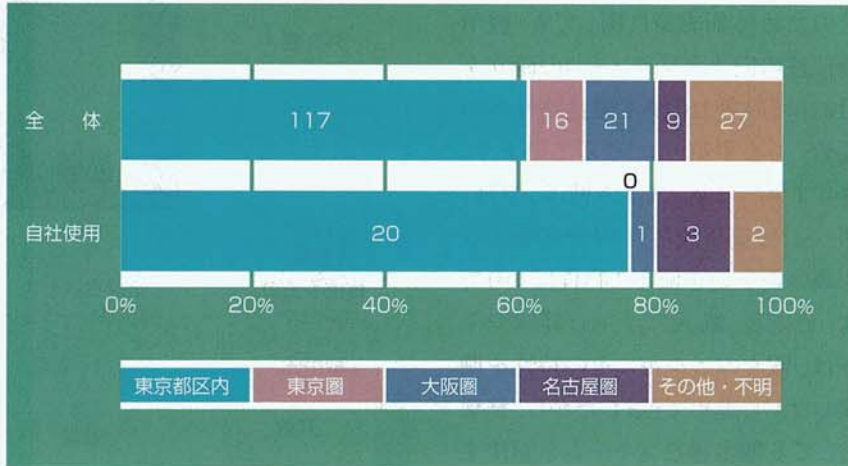 全 体 117 16 21 9 27
0
自社使用 20 1 3 2
0% 20% 40% 60% 80% 100%
東京都区内 東京圏 大阪圏 名古屋圏 その他・不明